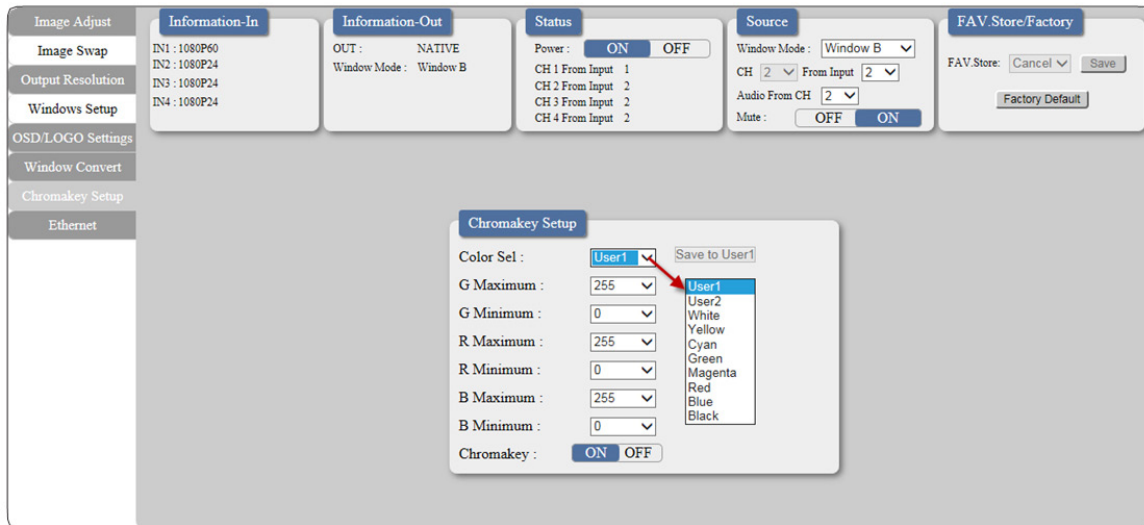 Image Adjust
Image Swap
Output Resolution
Windows Setup
OSD/LOGO Settings
Window Convert
Chromakey Setup
Ethernet
Information-In
IN1 : 1080P60
IN2 : 1080P24
IN3 : 1080P24
IN4 : 1080P24
Information-Out
OUT : NATIVE
Window Mode : Window B
Status
Power : ON OFF
CH 1 From Input 1
CH 2 From Input 2
CH 3 From Input 2
CH 4 From Input 2
Source
Window Mode : Window B
CH 2 From Input 2
Audio From CH 2
Mute : OFF ON
FAV.Store/Factory
FAV.Store: Cancel Save
Factory Default
Chromakey Setup
Color Sel : User1 Save to User1
G Maximum : 255
G Minimum : 0
R Maximum : 255
R Minimum : 0
B Maximum : 255
B Minimum : 0
Chromakey : ON OFF
User1
User2
White
Yellow
Cyan
Green
Magenta
Red
Blue
Black